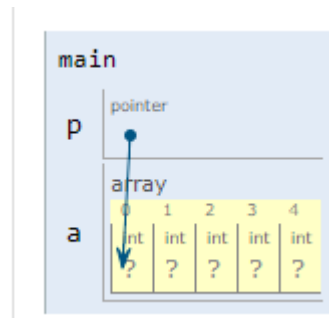 main
p pointer
array
0 1 2 3 4
a int int int int int
? ? ? ? ?